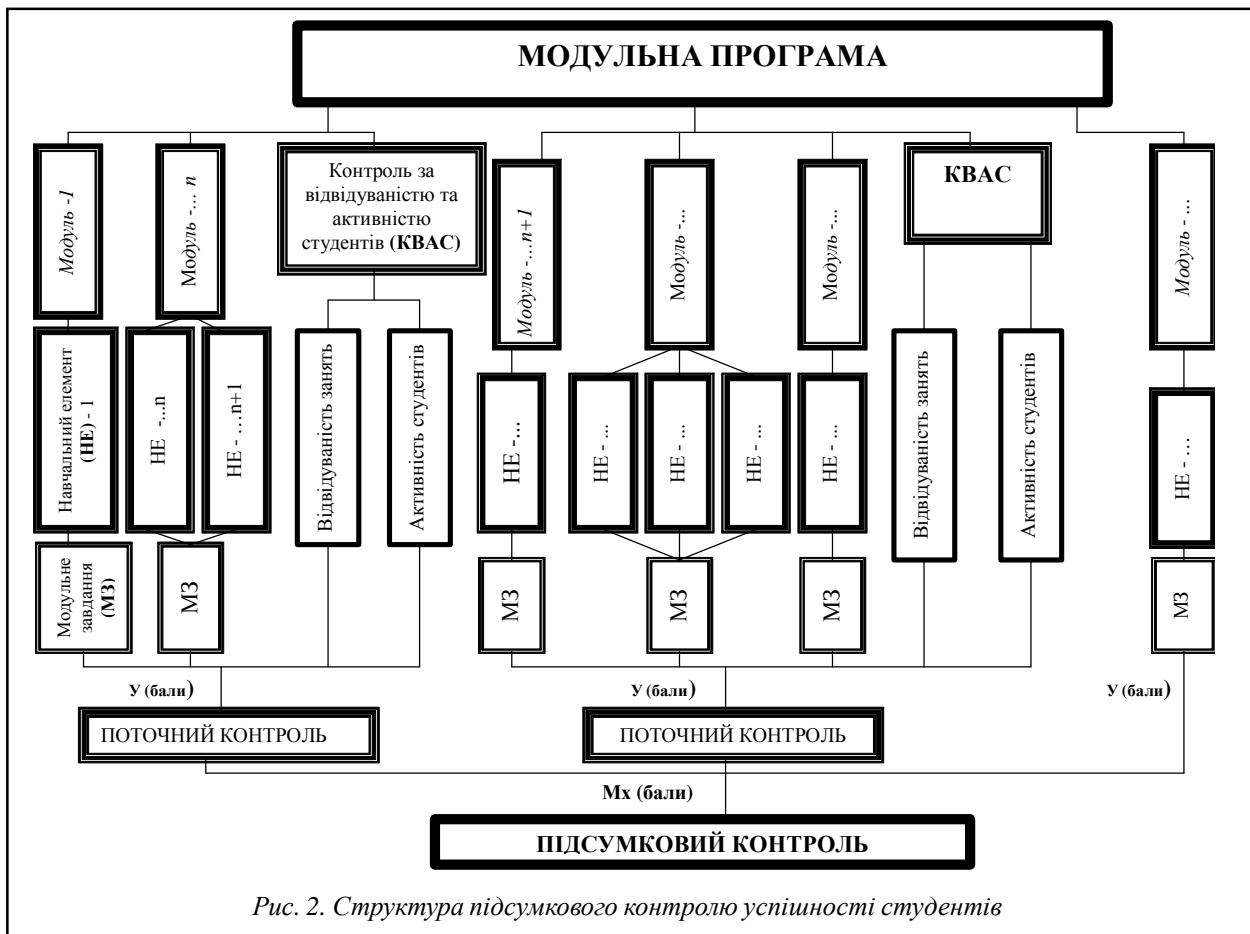 МОДУЛЬНА ПРОГРАМА
Модуль -1
Модуль -... n
Контроль за
відвідуваністю та
активністю
студентів (КВАС)
Модуль -...n+1
Модуль -...
Модуль -...
КВАС
Модуль - ...
Навчальний елемент
(НЕ) - 1
НЕ -...n
НЕ - ...n+1
Відвідуваність занять
Активність студентів
НЕ -...
НЕ - ...
НЕ - ...
НЕ - ...
НЕ - ...
Відвідуваність занять
Активність студентів
НЕ - ...
Модульне
завдання
(МЗ)
МЗ
МЗ
МЗ
МЗ
МЗ
У (бали)
У (бали)
У (бали)
ПОТОЧНИЙ КОНТРОЛЬ
ПОТОЧНИЙ КОНТРОЛЬ
Мх (бали)
ПІДСУМКОВИЙ КОНТРОЛЬ
Рис. 2. Структура підсумкового контролю успішності студентів